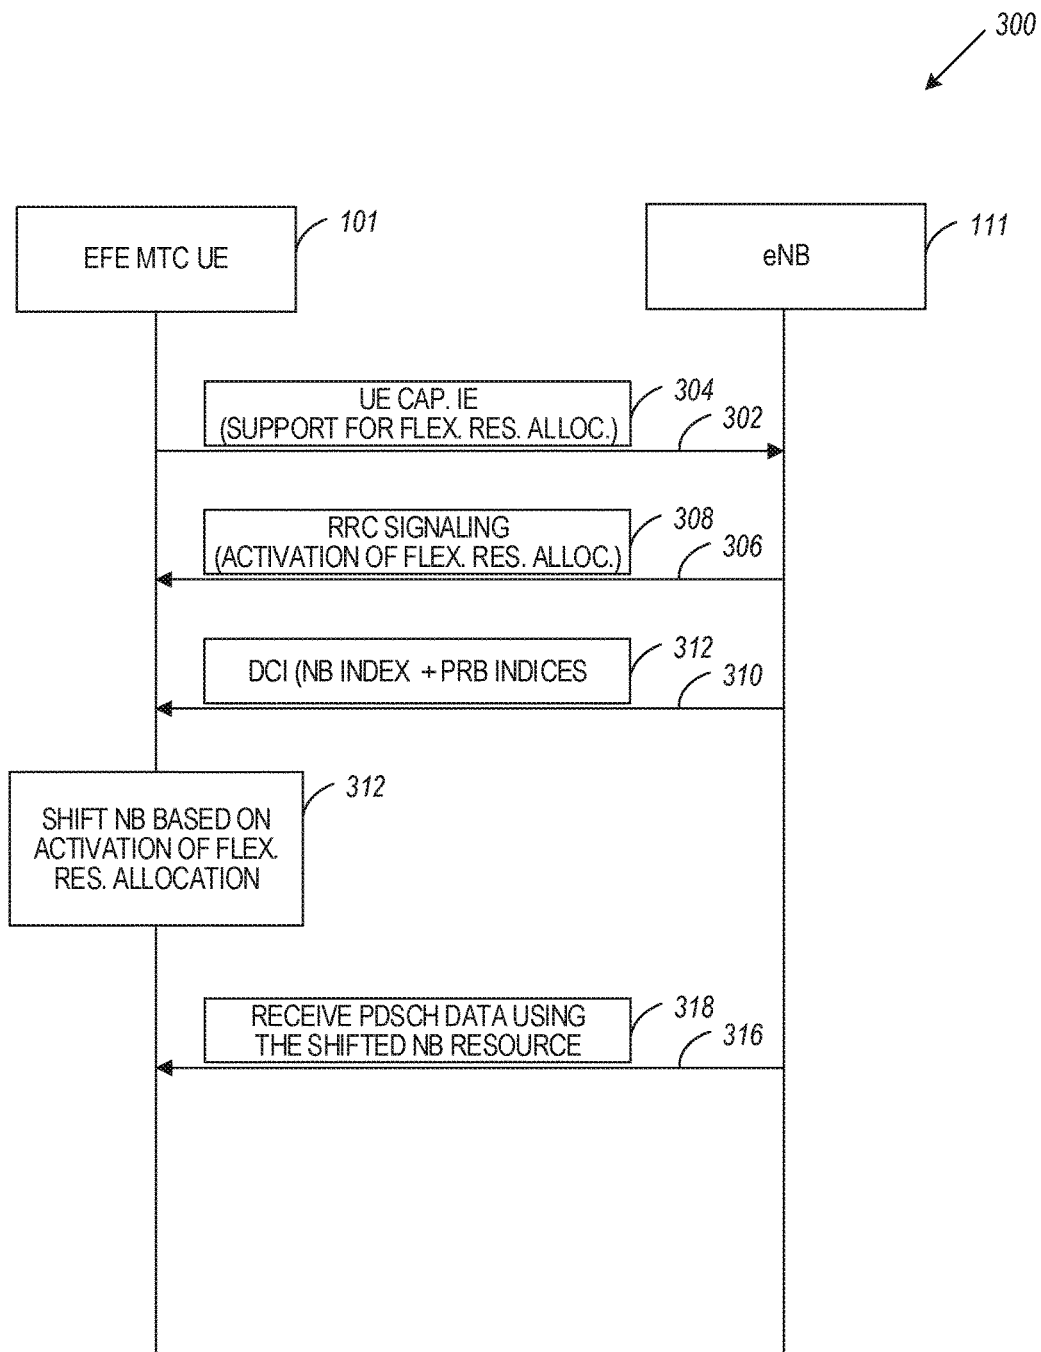 300
101
111
EFE MTC UE
eNB
UE CAP. IE
(SUPPORT FOR FLEX. RES. ALLOC.)
304
302
RRC SIGNALING
(ACTIVATION OF FLEX. RES. ALLOC.)
308
306
DCI (NB INDEX + PRB INDICES
312
310
SHIFT NB BASED ON
ACTIVATION OF FLEX.
RES. ALLOCATION
312
RECEIVE PDSCH DATA USING
THE SHIFTED NB RESOURCE
318
316